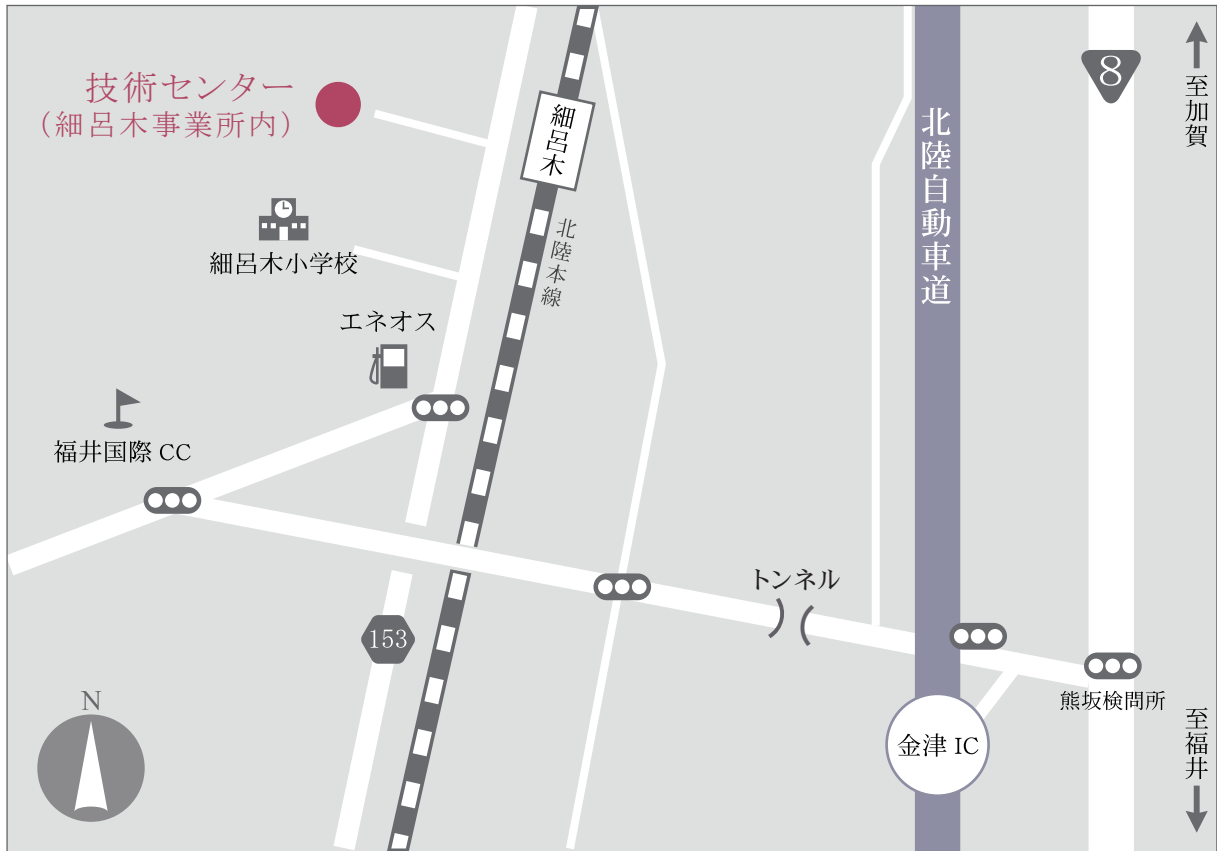 技術センター
（細呂木事業所内）
細呂木
8
至加賀
北陸自動車道
細呂木小学校
北陸本線
エネオス
福井国際 CC
トンネル
153
熊坂検問所
N
金津 IC
至福井